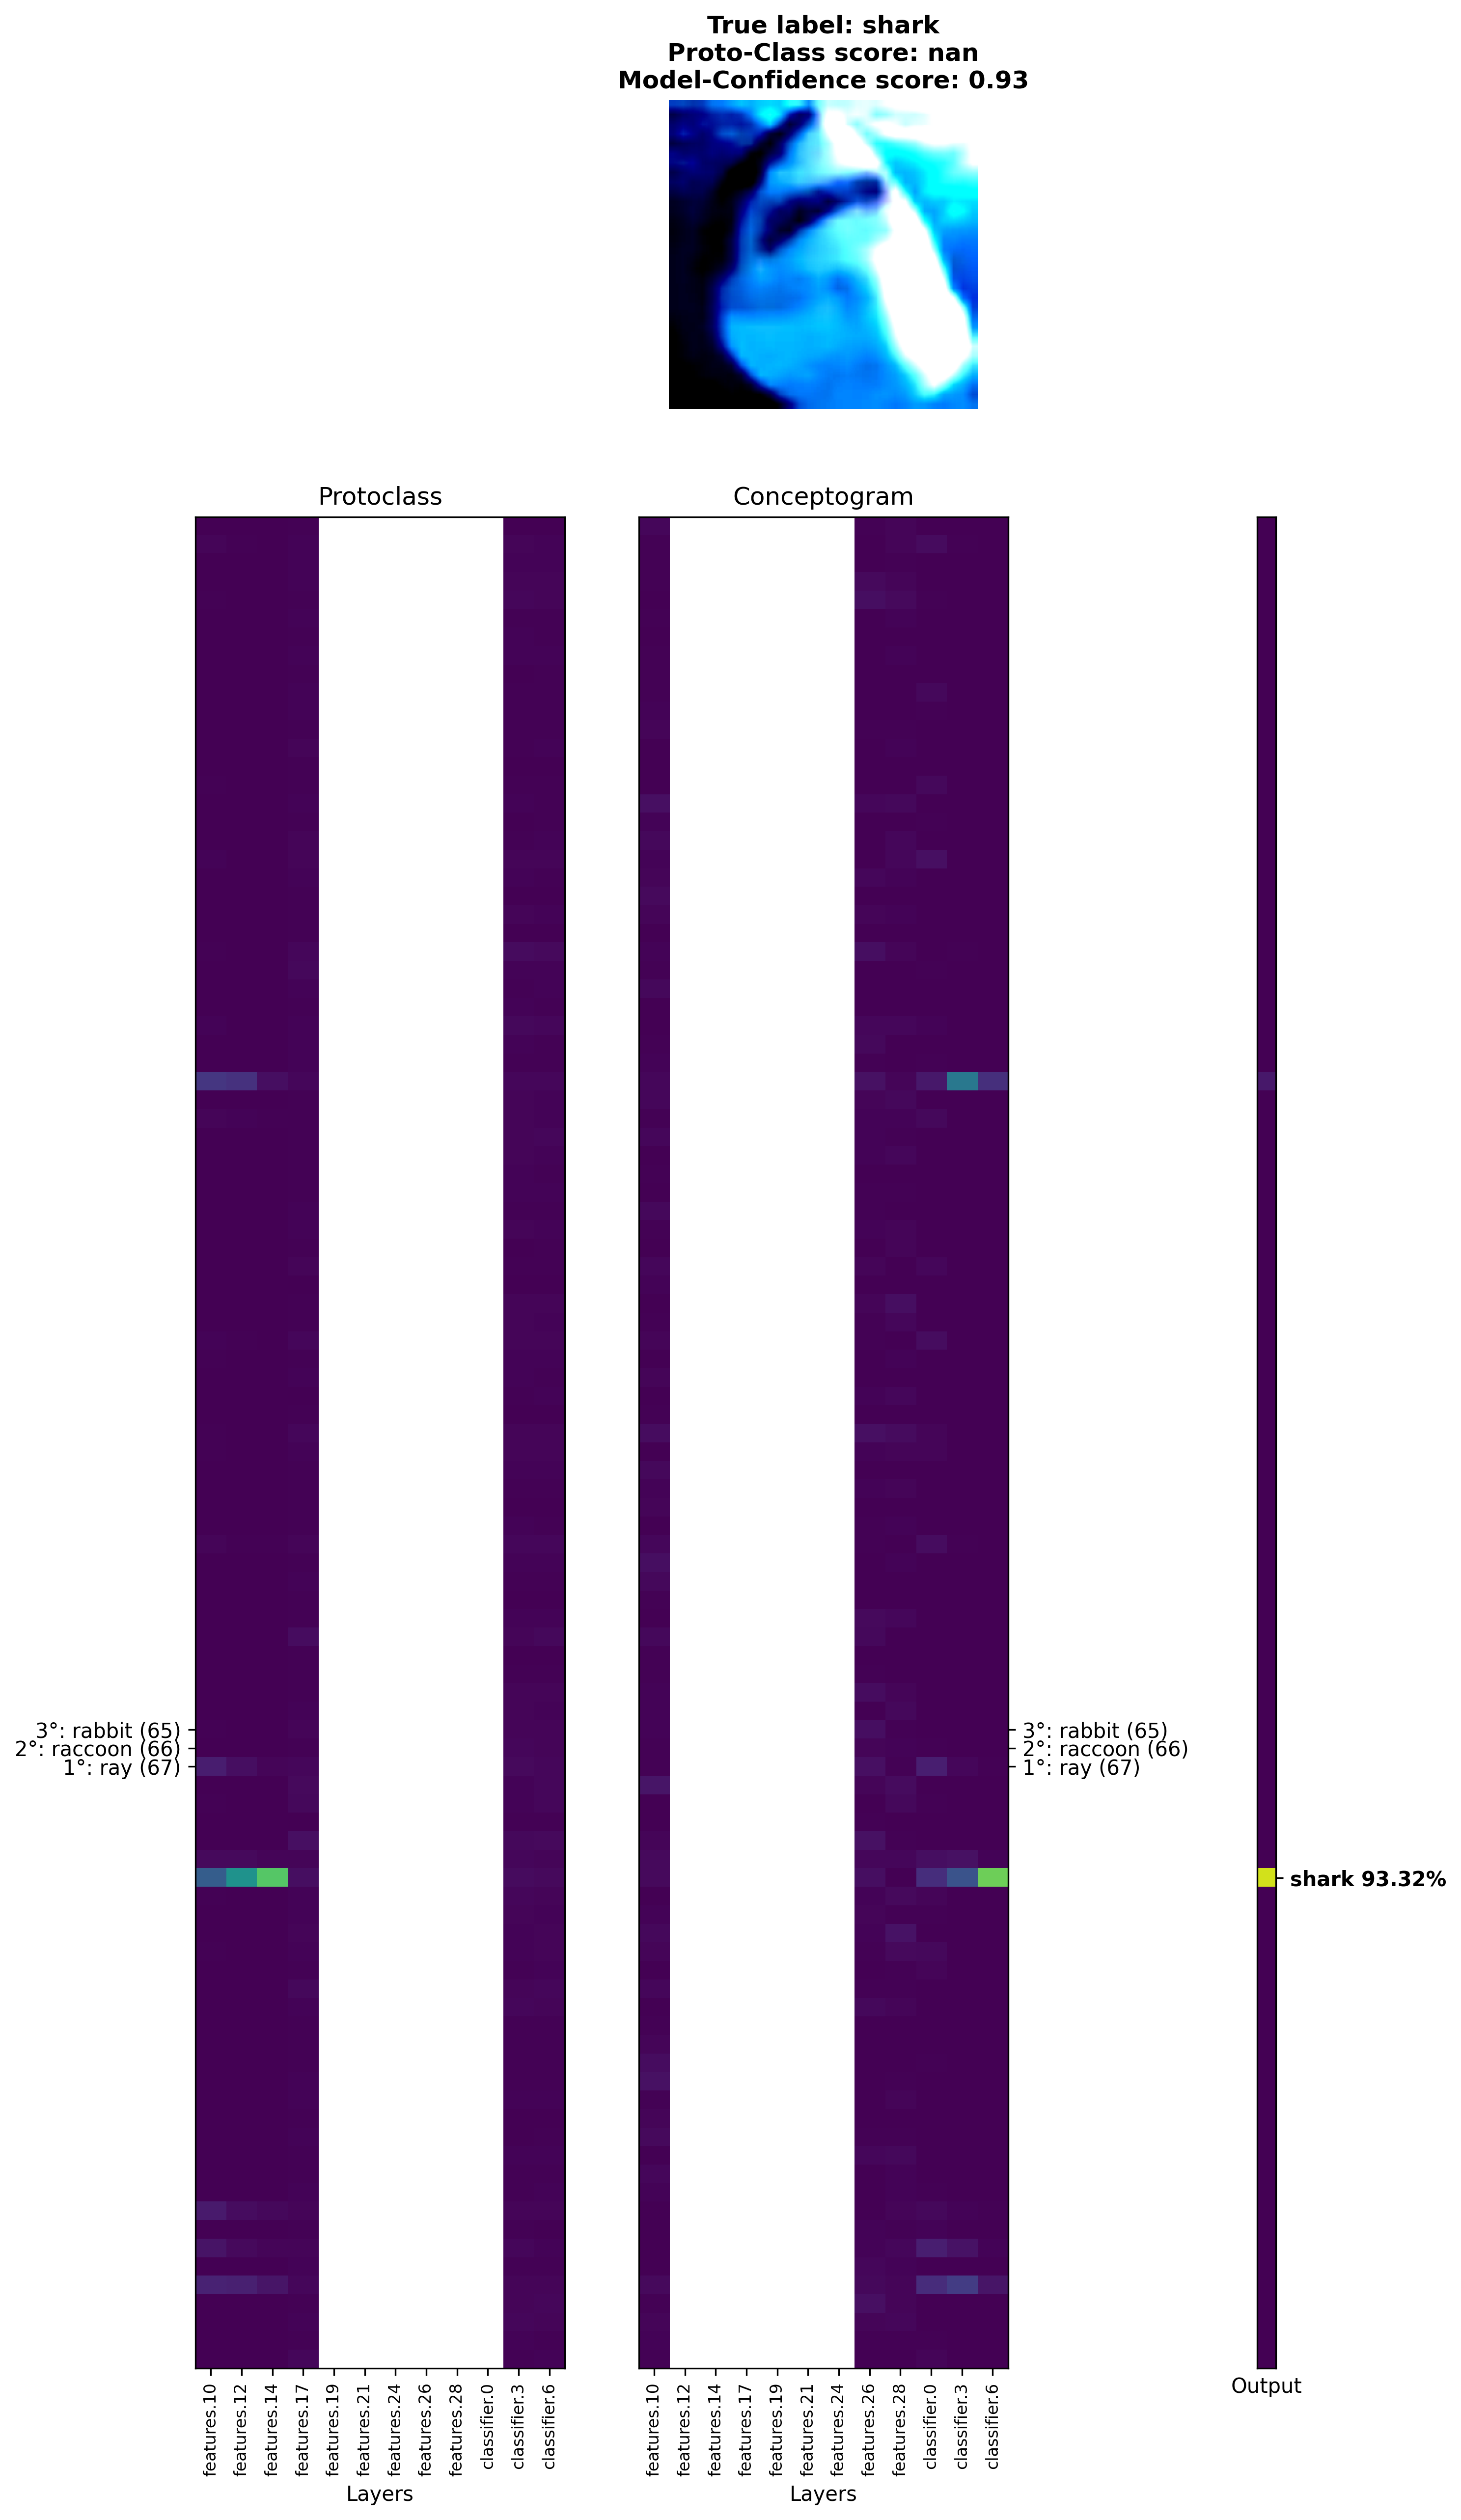 True label: shark
Proto-Class score: nan
Model-Confidence score: 0.93
Protoclass
Conceptogram
3°: rabbit (65)
2°: raccoon (66)
1°: ray (67)
3°: rabbit (65)
2°: raccoon (66)
1°: ray (67)
shark 93.32%
features.10
features.12
features.14
features.17
features.19
features.21
features.24
features.26
features.28
classifier.0
classifier.3
classifier.6
Layers
features.10
features.12
features.14
features.17
features.19
features.21
features.24
features.26
features.28
classifier.0
classifier.3
classifier.6
Layers
Output